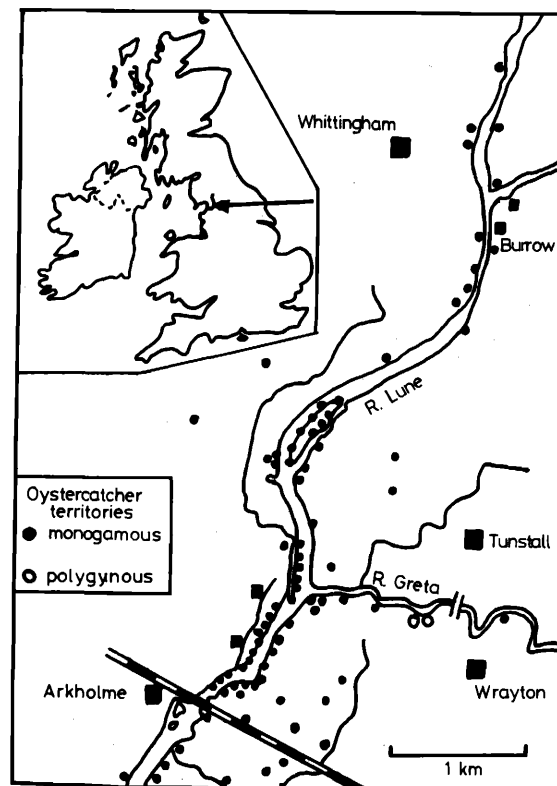 Whittingham
Burrow
R. Lune
Oystercatcher
territories
monogamous
polygynous
Tunstall
R. Greta
Arkholme
Wrayton
1 km